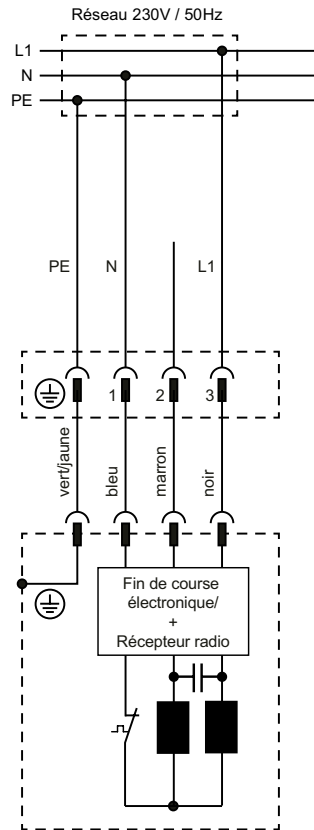 Réseau 230V / 50Hz
L1
N
PE
PE N L1
1 2 3
vert/jaune
bleu
marron
noir
Fin de course
électronique/
+
Récepteur radio